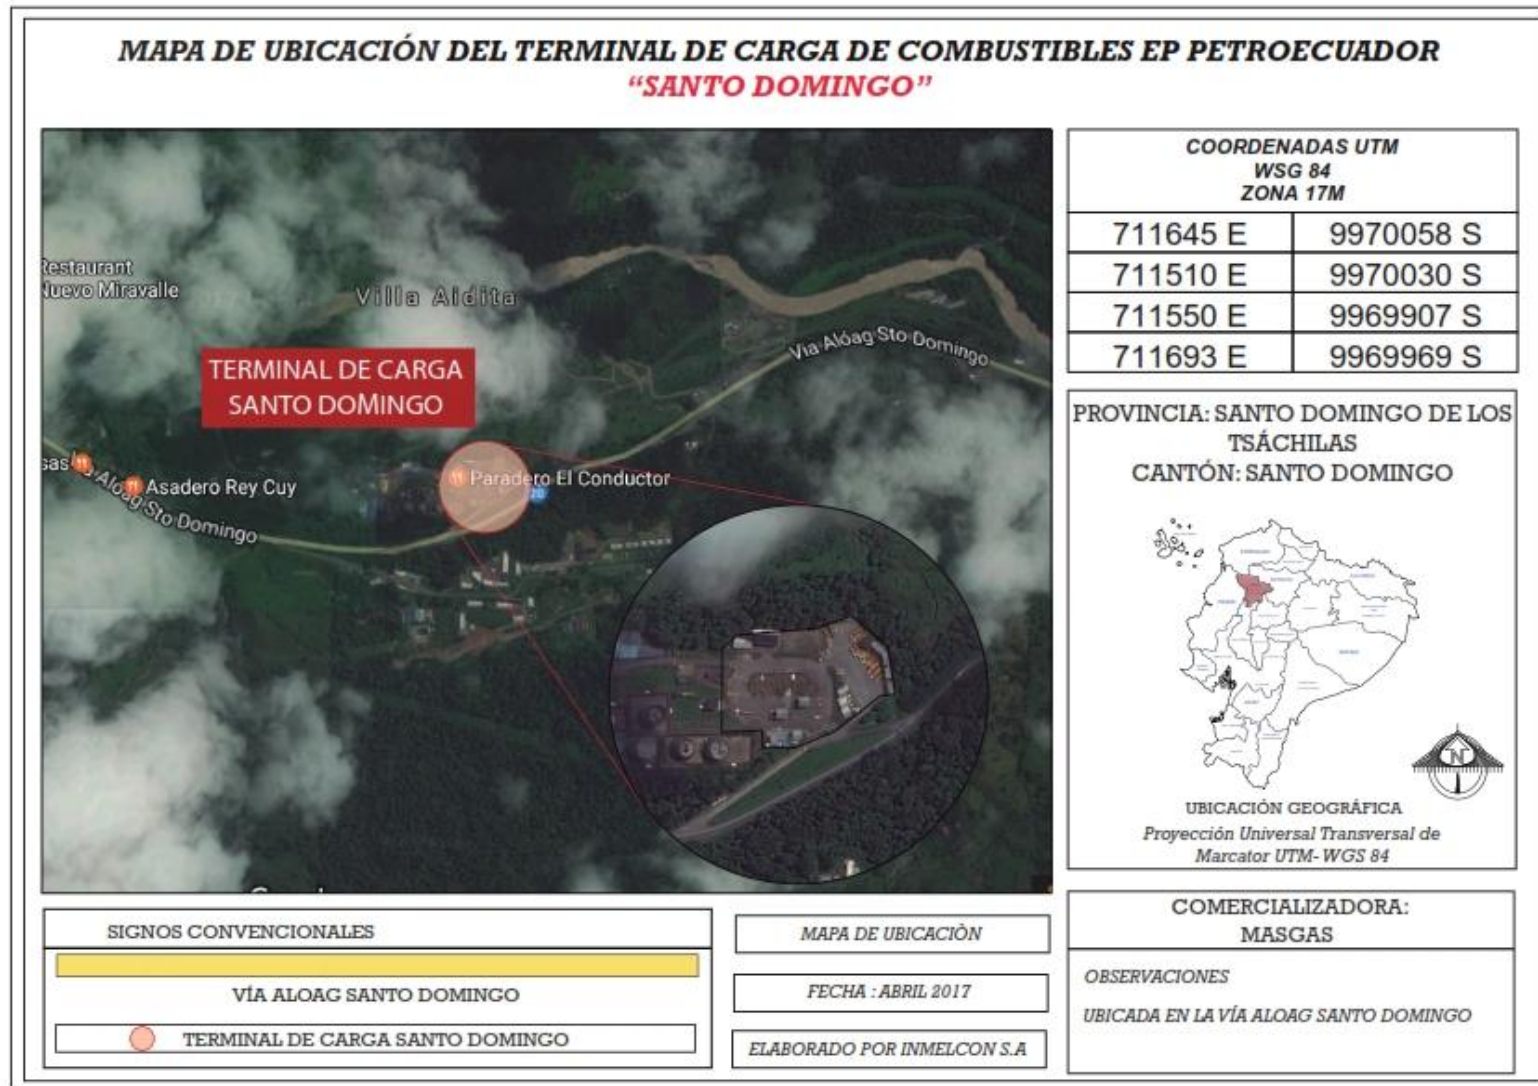 MAPA DE UBICACIÓN DEL TERMINAL DE CARGA DE COMBUSTIBLES EP PETROECUADOR
“SANTO DOMINGO”
Restaurant
Nuevo Miravalle
Villa Aidita
Via Alóag Sto Domingo
TERMINAL DE CARGA
SANTO DOMINGO
Paradero El Conductor
20
sas
Asadero Rey Cuy
Via Aloag Sto Domingo
COORDENADAS UTM
WSG 84
ZONA 17M
711645 E 9970058 S
711510 E 9970030 S
711550 E 9969907 S
711693 E 9969969 S
PROVINCIA: SANTO DOMINGO DE LOS
TSÁCHILAS
CANTÓN: SANTO DOMINGO
N
UBICACIÓN GEOGRÁFICA
Proyección Universal Transversal de
Marcator UTM- WGS 84
SIGNOS CONVENCIONALES
VÍA ALOAG SANTO DOMINGO
TERMINAL DE CARGA SANTO DOMINGO
MAPA DE UBICACIÒN
FECHA : ABRIL 2017
ELABORADO POR INMELCON S.A
COMERCIALIZADORA:
MASGAS
OBSERVACIONES
UBICADA EN LA VÍA ALOAG SANTO DOMINGO